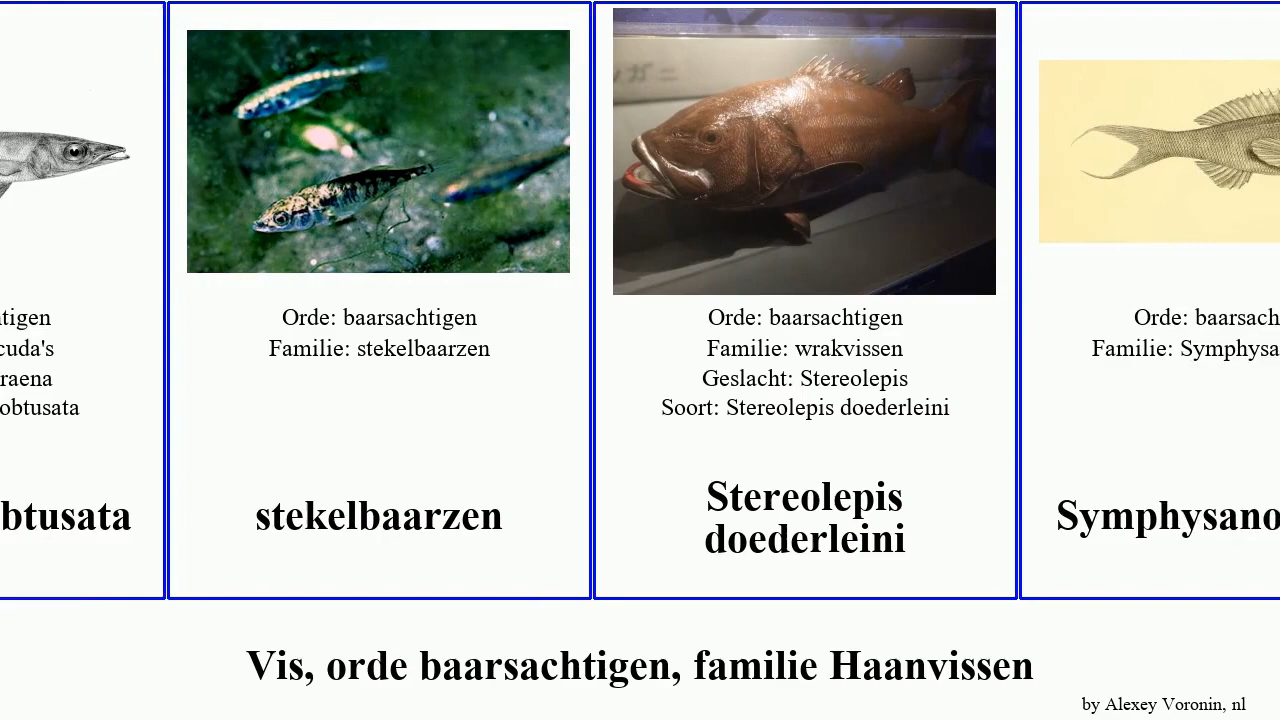 tigen
cuda's
raena
obtusata
btusata
Orde: baarsachtigen
Familie: stekelbaarzen
stekelbaarzen
Orde: baarsachtigen
Familie: wrakvissen
Geslacht: Stereolepis
Soort: Stereolepis doederleini
Stereolepis
doederleini
Orde: baarsach
Familie: Symphysa
Symphysano
Vis, orde baarsachtigen, familie Haanvissen
by Alexey Voronin, nl